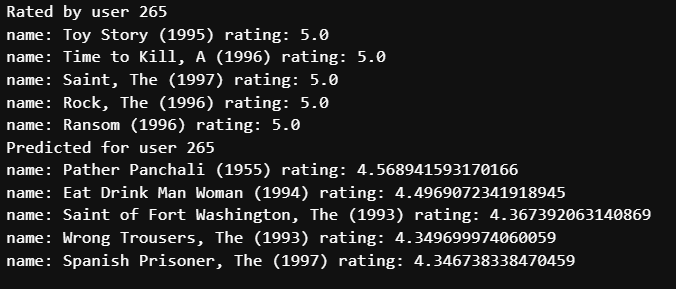 Rated by user 265
name: Toy Story (1995) rating: 5.0
name: Time to Kill, A (1996) rating: 5.0
name: Saint, The (1997) rating: 5.0
name: Rock, The (1996) rating: 5.0
name: Ransom (1996) rating: 5.0
Predicted for user 265
name: Pather Panchali (1955) rating: 4.568941593170166
name: Eat Drink Man Woman (1994) rating: 4.4969072341918945
name: Saint of Fort Washington, The (1993) rating: 4.367392063140869
name: Wrong Trousers, The (1993) rating: 4.349699974060059
name: Spanish Prisoner, The (1997) rating: 4.346738338470459